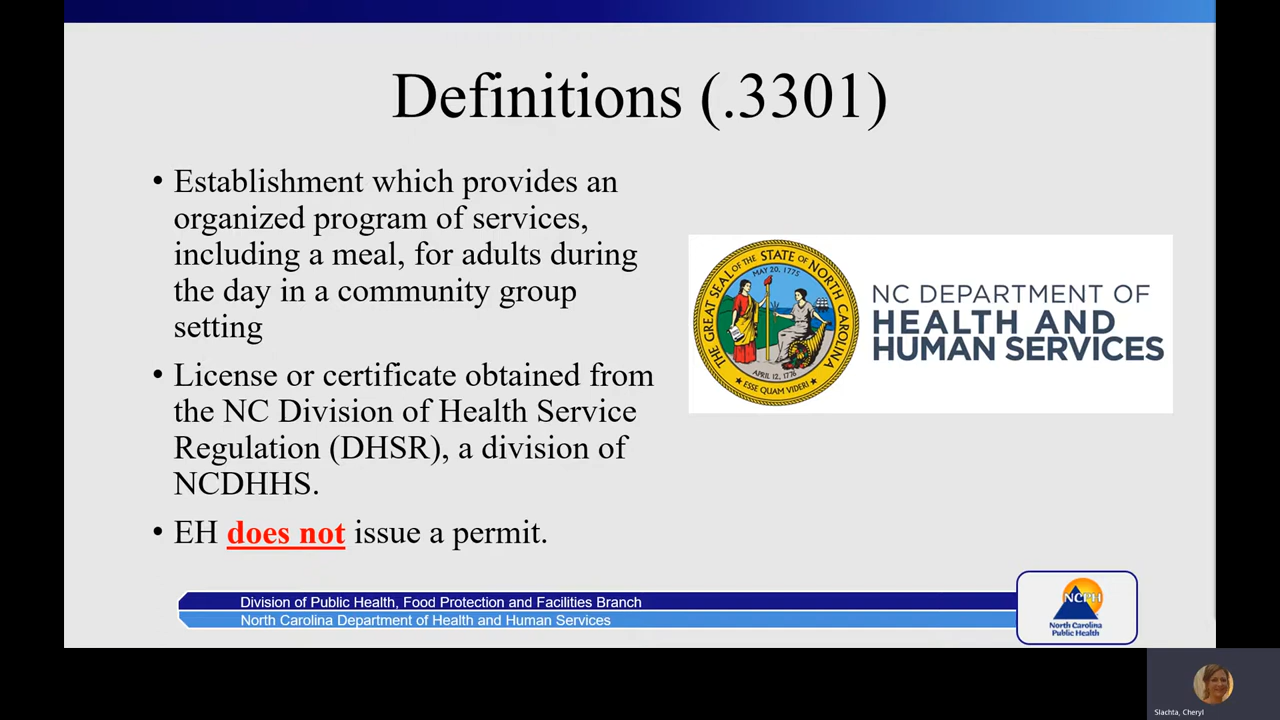 Definitions (.3301)
• Establishment which provides an
organized program of services,
including a meal, for adults during
the day in a community group
setting
• License or certificate obtained from
the NC Division of Health Service
Regulation (DHSR), a division of
NCDHHS.
• EH does not issue a permit.
THE GREAT SEAL OF THE STATE OF NORTH CAROLINA
MAY 20, 1775
APRIL 12, 1776
★ ESSE QUAM VIDERI ★
NC DEPARTMENT OF
HEALTH AND
HUMAN SERVICES
Division of Public Health, Food Protection and Facilities Branch
North Carolina Department of Health and Human Services
NCPH
North Carolina
Public Health
Slachta, Cheryl